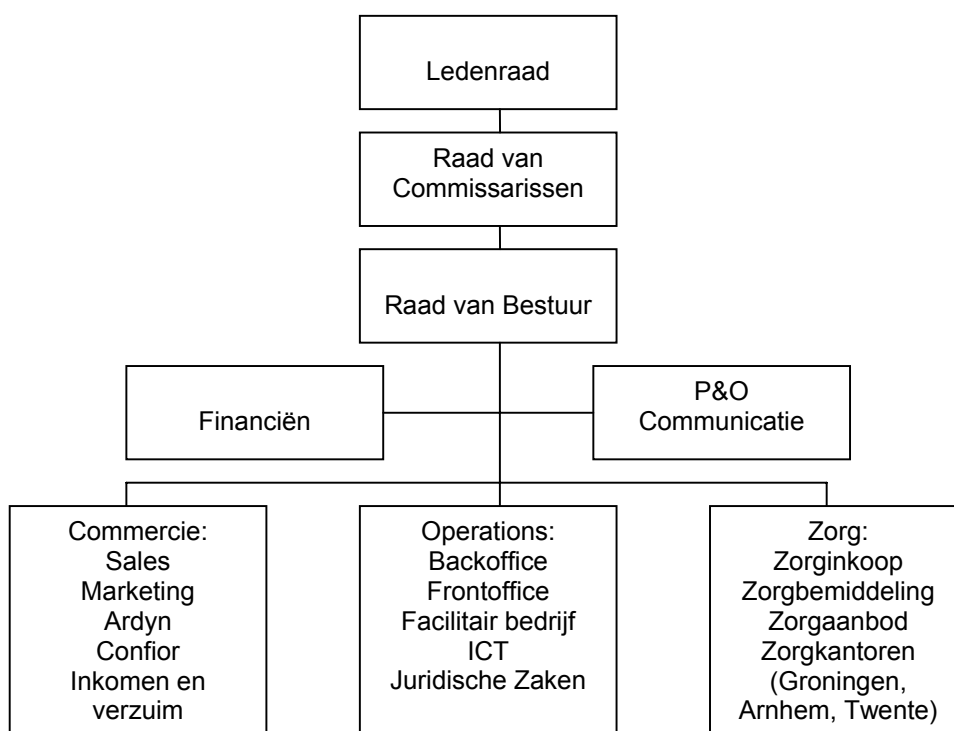 Ledenraad
Raad van
Commissarissen
Raad van Bestuur
Financiën
P&O
Communicatie
Commercie:
Sales
Marketing
Ardyn
Confior
Inkomen en
verzuim
Operations:
Backoffice
Frontoffice
Facilitair bedrijf
ICT
Juridische Zaken
Zorg:
Zorginkoop
Zorgbemiddeling
Zorgaanbod
Zorgkantoren
(Groningen,
Arnhem, Twente)